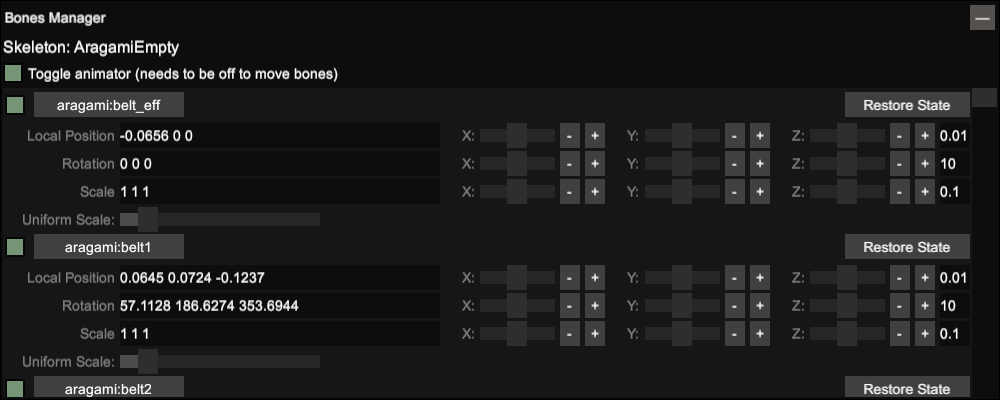 Bones Manager
Skeleton: AragamiEmpty
Toggle animator (needs to be off to move bones)
aragami:belt_eff Restore State
Local Position -0.0656 0 0 X: - + Y: - + Z: - + 0.01
Rotation 0 0 0 X: - + Y: - + Z: - + 10
Scale 1 1 1 X: - + Y: - + Z: - + 0.1
Uniform Scale:
aragami:belt1 Restore State
Local Position 0.0645 0.0724 -0.1237 X: - + Y: - + Z: - + 0.01
Rotation 57.1128 186.6274 353.6944 X: - + Y: - + Z: - + 10
Scale 1 1 1 X: - + Y: - + Z: - + 0.1
Uniform Scale:
aragami:belt2 Restore State